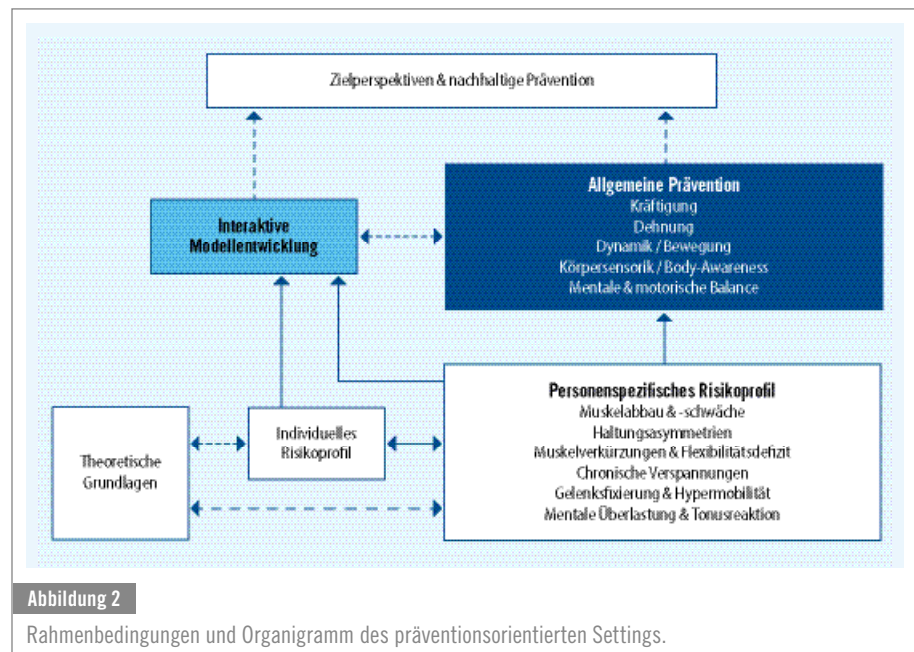 Zielperspektiven & nachhaltige Prävention
Allgemeine Prävention
Kräftigung
Dehnung
Dynamik / Bewegung
Körpersensorik / Body-Awareness
Mentale & motorische Balance
Interaktive
Modellentwicklung
Personenspezifisches Risikoprofil
Muskelabbau & -schwäche
Haltungsasymmetrien
Muskelverkürzungen & Flexibilitätsdefizit
Chronische Verspannungen
Gelenksfixierung & Hypermobilität
Mentale Überlastung & Tonusreaktion
Individuelles
Risikoprofil
Theoretische
Grundlagen
Abbildung 2
Rahmenbedingungen und Organigramm des präventionsorientierten Settings.